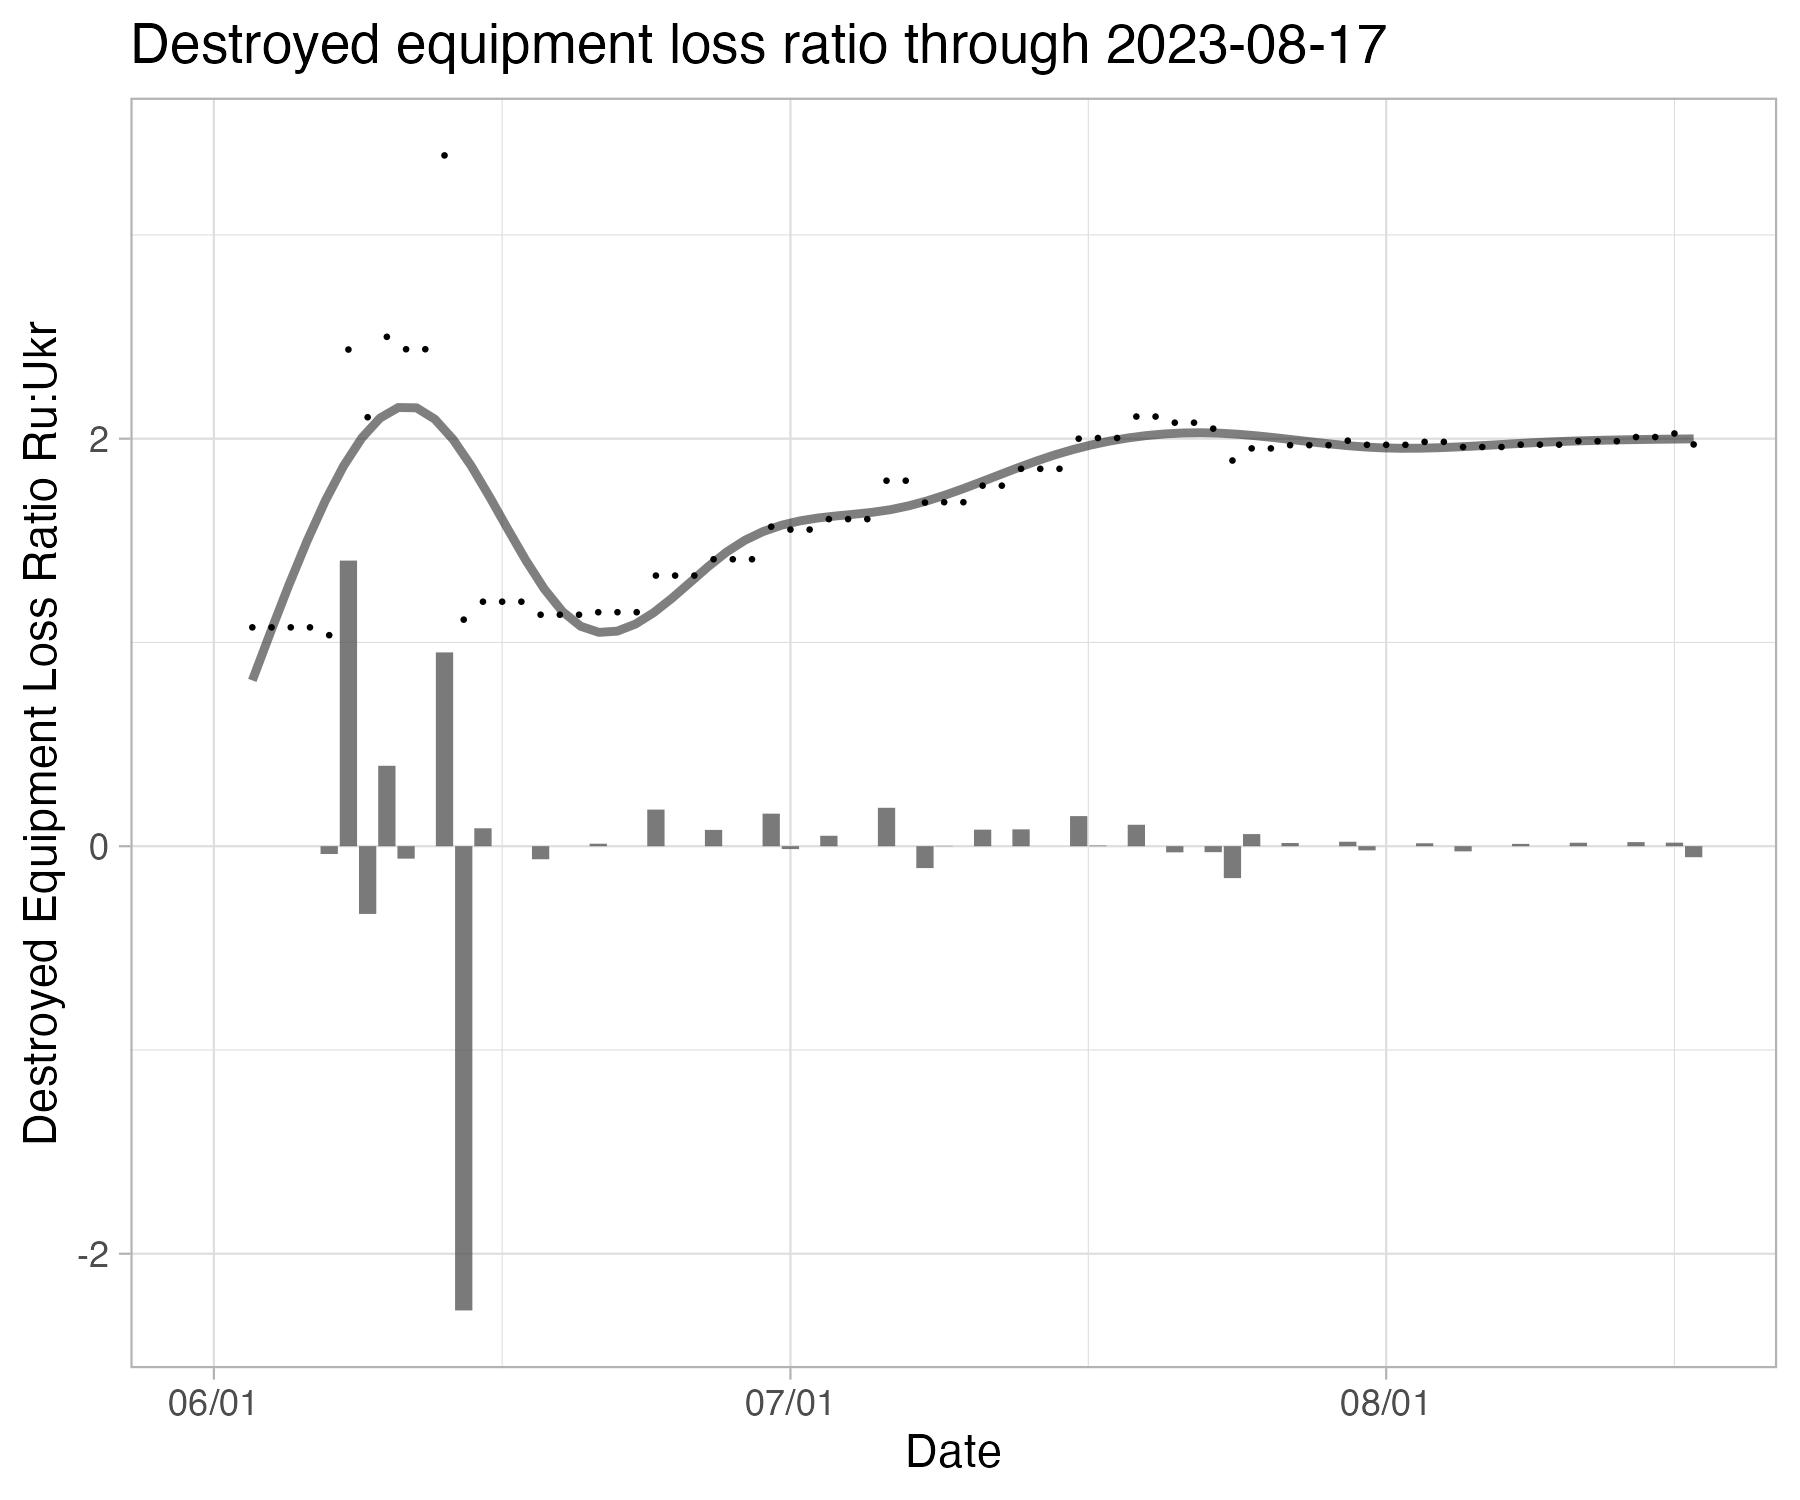 Destroyed equipment loss ratio through 2023-08-17
Destroyed Equipment Loss Ratio Ru:Ukr
2
0
-2
06/01
07/01
08/01
Date